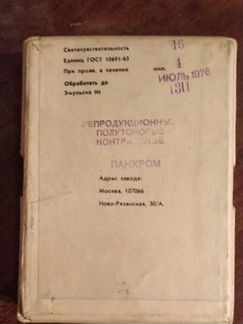 Светочувствительность 16
Единиц ГОСТ 10691-63
При прояв. в течение 4 мин.
Обработать до ИЮЛЬ 1976
Эмульсия № 1311
РЕПРОДУКЦИОННЫЕ
ПОЛУТОНОВЫЕ
КОНТРАСТНЫЕ
ПАНХРОМ
Адрес завода:
Москва, 107066
Ново-Рязанская, 30/А.